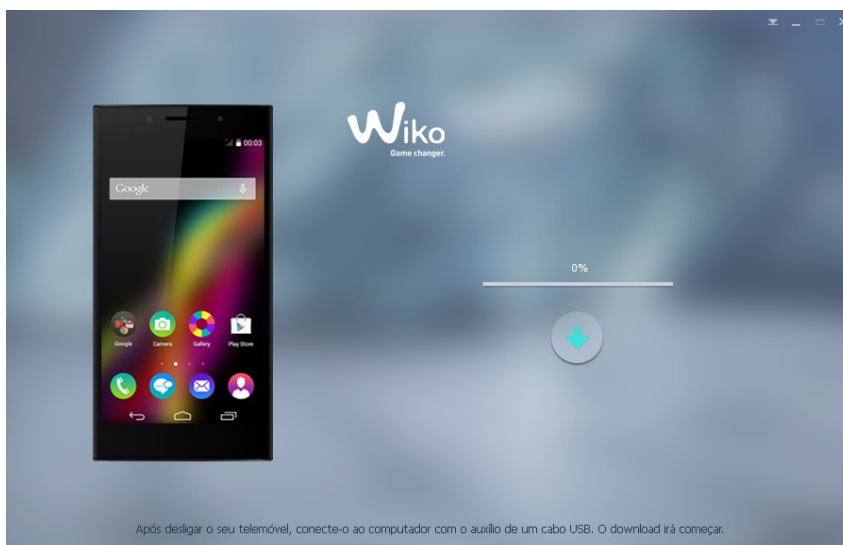 Wiko
Game changer.
00:03
Google
0%
Google
Camera
Gallery
Play Store
Após desligar o seu telemóvel, conecte-o ao computador com o auxílio de um cabo USB. O download irá começar.